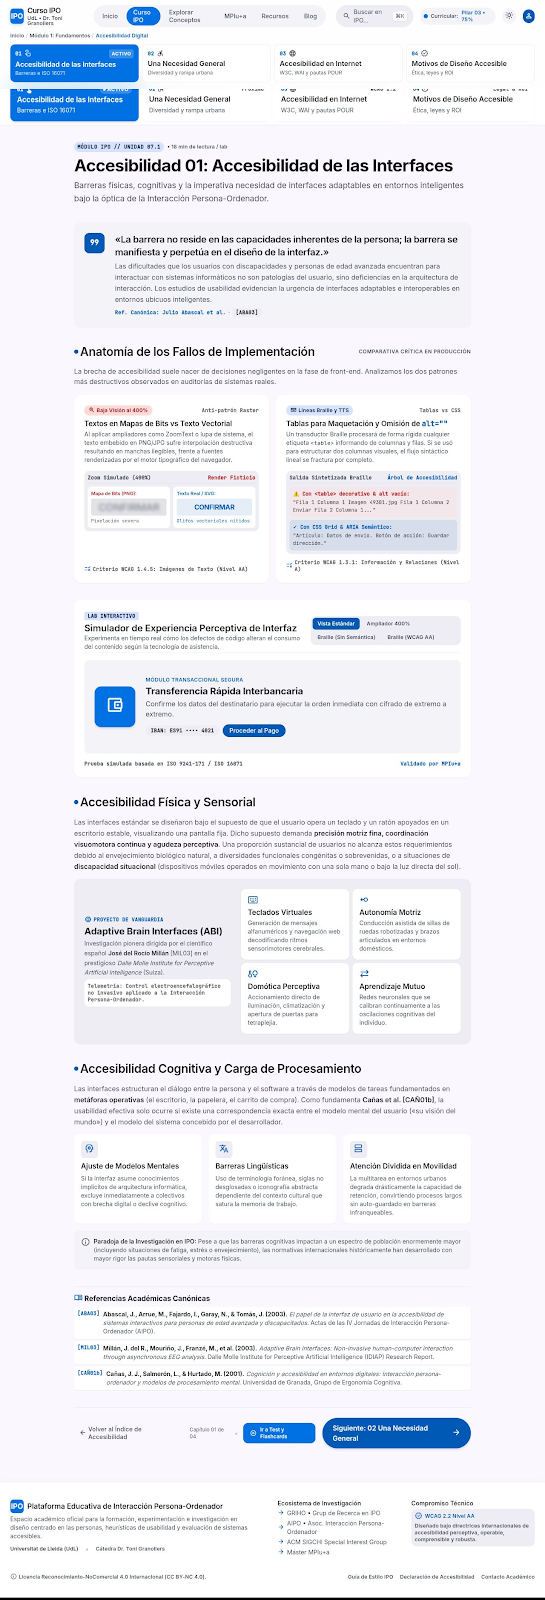 IPO
Curso IPO
UdL • Dr. Toni Granollers
Inicio
Curso IPO
Explorar Conceptos
MPIu+a
Recursos
Blog
Buscar en IPO...
⌘K
Curricular: Pilar 03 • 75%
Inicio / Módulo 1: Fundamentos / Accesibilidad Digital
01
ACTIVO
Accesibilidad de las Interfaces
Barreras e ISO 16071
02
Una Necesidad General
Diversidad y rampa urbana
03
Accesibilidad en Internet
W3C, WAI y pautas POUR
04
Motivos de Diseño Accesible
Ética, leyes y ROI
Accesibilidad de las Interfaces
Barreras e ISO 16071
Una Necesidad General
Diversidad y rampa urbana
Accesibilidad en Internet
W3C, WAI y pautas POUR
Motivos de Diseño Accesible
Ética, leyes y ROI
MÓDULO IPO // UNIDAD 07.1 • 18 min de lectura / lab
Accesibilidad 01: Accesibilidad de las Interfaces
Barreras físicas, cognitivas y la imperativa necesidad de interfaces adaptables en entornos inteligentes
bajo la óptica de la Interacción Persona-Ordenador.
«La barrera no reside en las capacidades inherentes de la persona; la barrera se
manifiesta y perpetúa en el diseño de la interfaz.»
Las dificultades que los usuarios con discapacidades y personas de edad avanzada encuentran para
interactuar con sistemas informáticos no son patologías del usuario, sino deficiencias en la arquitectura de
interacción. Los estudios de usabilidad evidencian la urgencia de interfaces adaptables e interoperables en
entornos ubicuos inteligentes.
Ref. Canónica: Julio Abascal et al. · [ABA03]
Anatomía de los Fallos de Implementación
COMPARATIVA CRÍTICA EN PRODUCCIÓN
La brecha de accesibilidad suele nacer de decisiones negligentes en la fase de front-end. Analizamos los dos patrones
más destructivos observados en auditorías de sistemas reales.
Baja Visión al 400%
Anti-patrón Raster
Textos en Mapas de Bits vs Texto Vectorial
Al aplicar ampliadores como ZoomText o lupa de sistema, el
texto embebido en PNG/JPG sufre interpolación destructiva
resultando en manchas ilegibles, frente a fuentes
renderizadas por el motor tipográfico del navegador.
Zoom Simulado [400%]
Render Ficticio
Mapa de Bits (PNG):
CONFIRMAR
Pixelación severa
Texto Real / SVG:
CONFIRMAR
Glifos vectoriales nítidos
Criterio WCAG 1.4.5: Imágenes de Texto (Nivel AA)
Líneas Braille y TTS
Tablas vs CSS
Tablas para Maquetación y Omisión de alt=""
Un transductor Braille procesará de forma rígida cualquier
etiqueta <table> informando de columnas y filas. Si se usó
para estructurar dos columnas visuales, el flujo sintáctico
lineal se fractura por completo.
Salida Sintetizada Braille
Árbol de Accesibilidad
⚠ Con <table> decorativo & alt vacío:
"Fila 1 Columna 1 Imagen 49381.jpg Fila 1 Columna 2
Enviar Fila 2 Columna 1..."
✓ Con CSS Grid & ARIA Semántico:
"Artículo: Datos de envío. Botón de acción: Guardar
dirección."
Criterio WCAG 1.3.1: Información y Relaciones (Nivel
A)
LAB INTERACTIVO
Simulador de Experiencia Perceptiva de Interfaz
Experimenta en tiempo real cómo los defectos de código alteran el consumo
del contenido según la tecnología de asistencia.
Vista Estándar
Ampliador 400%
Braille (Sin Semántica)
Braille (WCAG AA)
MÓDULO TRANSACCIONAL SEGURA
Transferencia Rápida Interbancaria
Confirme los datos del destinatario para ejecutar la orden inmediata con cifrado de extremo a
extremo.
IBAN: ES91 •••• 4021
Proceder al Pago
Prueba simulada basada en ISO 9241-171 / ISO 16071
Validado por MPIu+a
Accesibilidad Física y Sensorial
Las interfaces estándar se diseñaron bajo el supuesto de que el usuario opera un teclado y un ratón apoyados en un
escritorio estable, visualizando una pantalla fija. Dicho supuesto demanda precisión motriz fina, coordinación
visuomotora continua y agudeza perceptiva. Una proporción sustancial de usuarios no alcanza estos requerimientos
debido al envejecimiento biológico natural, a diversidades funcionales congénitas o sobrevenidas, o a situaciones de
discapacidad situacional (dispositivos móviles operados en movimiento con una sola mano o bajo la luz directa del sol).
PROYECTO DE VANGUARDIA
Adaptive Brain Interfaces (ABI)
Investigación pionera dirigida por el científico
español José del Rocío Millán [MIL03] en el
prestigioso Dalle Molle Institute for Perceptive
Artificial Intelligence (Suiza).
Telemetría: Control electroencefalográfico
no invasivo aplicado a la Interacción
Persona-Ordenador.
Teclados Virtuales
Generación de mensajes
alfanuméricos y navegación web
decodificando ritmos
sensorimotores cerebrales.
Autonomía Motriz
Conducción asistida de sillas de
ruedas robotizadas y brazos
articulados en entornos
domésticos.
Domótica Perceptiva
Accionamiento directo de
iluminación, climatización y
apertura de puertas para
tetraplejía.
Aprendizaje Mutuo
Redes neuronales que se
calibran continuamente a las
oscilaciones cognitivas del
individuo.
Accesibilidad Cognitiva y Carga de Procesamiento
Las interfaces estructuran el diálogo entre la persona y el software a través de modelos de tareas fundamentados en
metáforas operativas (el escritorio, la papelera, el carrito de compra). Como fundamenta Cañas et al. [CAÑ01b], la
usabilidad efectiva solo ocurre si existe una correspondencia exacta entre el modelo mental del usuario («su visión del
mundo») y el modelo del sistema concebido por el desarrollador.
Ajuste de Modelos Mentales
Si la interfaz asume conocimientos
implícitos de arquitectura informática,
excluye inmediatamente a colectivos
con brecha digital o declive cognitivo.
Barreras Lingüísticas
Uso de terminología foránea, siglas no
desglosadas o iconografía abstracta
dependiente del contexto cultural que
satura la memoria de trabajo.
Atención Dividida en Movilidad
La multitarea en entornos urbanos
degrada drásticamente la capacidad de
retención, convirtiendo procesos largos
sin auto-guardado en barreras
infranqueables.
Paradoja de la Investigación en IPO: Pese a que las barreras cognitivas impactan a un espectro de población enormemente mayor
(incluyendo situaciones de fatiga, estrés o envejecimiento), las normativas internacionales históricamente han desarrollado con
mayor rigor las pautas sensoriales y motoras físicas.
Referencias Académicas Canónicas
[ABA03] Abascal, J., Arrue, M., Fajardo, I., Garay, N., & Tomás, J. (2003). El papel de la interfaz de usuario en la accesibilidad de
sistemas interactivos para personas de edad avanzada y discapacitados. Actas de las IV Jornadas de Interacción Persona-
Ordenador (AIPO).
[MIL03] Millán, J. del R., Mouriño, J., Franzé, M., et al. (2003). Adaptive Brain Interfaces: Non-invasive human-computer interaction
through asynchronous EEG analysis. Dalle Molle Institute for Perceptive Artificial Intelligence (IDIAP) Research Report.
[CAÑ01b] Cañas, J. J., Salmerón, L., & Hurtado, M. (2001). Cognición y accesibilidad en entornos digitales: Interacción persona-
ordenador y modelos de procesamiento mental. Universidad de Granada, Grupo de Ergonomía Cognitiva.
← Volver al Índice de Accesibilidad
Capítulo 01 de 04
Ir a Test y Flashcards
Siguiente: 02 Una Necesidad General →
IPO
Plataforma Educativa de Interacción Persona-Ordenador
Espacio académico oficial para la formación, experimentación e investigación en
diseño centrado en las personas, heurísticas de usabilidad y evaluación de sistemas
accesibles.
Universitat de Lleida (UdL) • Cátedra Dr. Toni Granollers
Ecosistema de Investigación
→ GRIHO • Grup de Recerca en IPO
→ AIPO • Asoc. Interacción Persona-Ordenador
→ ACM SIGCHI Special Interest Group
→ Máster MPIu+a
Compromiso Técnico
WCAG 2.2 Nivel AA
Diseñado bajo directrices internacionales de
accesibilidad perceptiva, operable,
comprensible y robusta.
Licencia Reconocimiento-NoComercial 4.0 Internacional (CC BY-NC 4.0).
Guía de Estilo IPO
Declaración de Accesibilidad
Contacto Académico